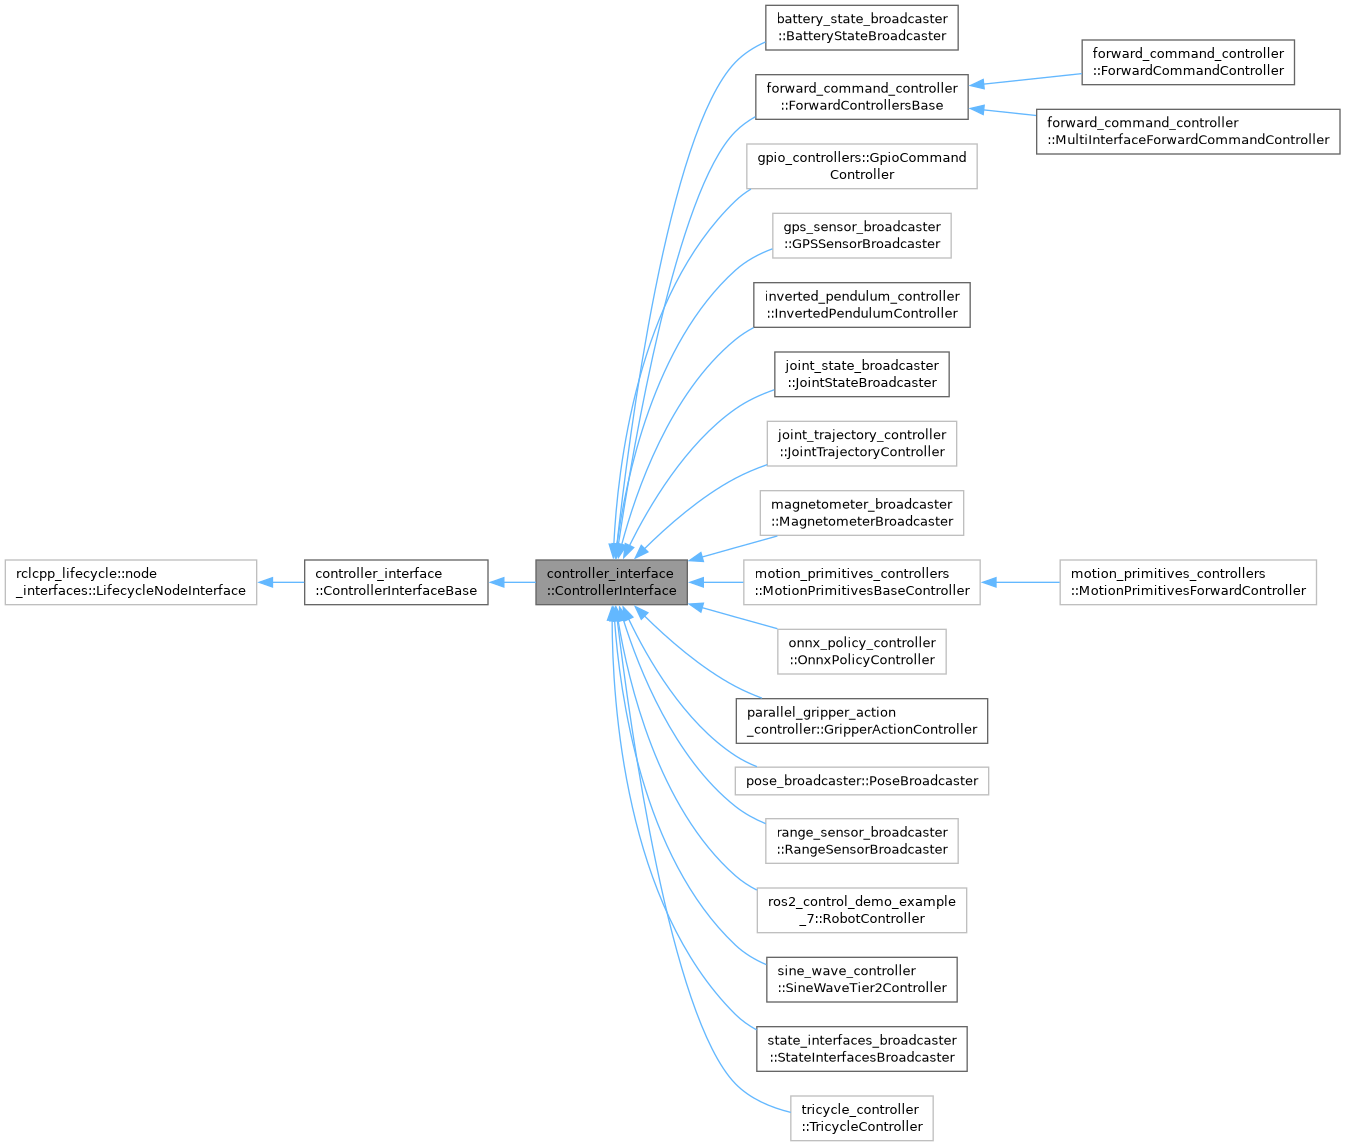 battery_state_broadcaster
::BatteryStateBroadcaster
forward_command_controller
::ForwardCommandController
forward_command_controller
::ForwardControllersBase
forward_command_controller
::MultiInterfaceForwardCommandController
gpio_controllers::GpioCommand
Controller
gps_sensor_broadcaster
::GPSSensorBroadcaster
inverted_pendulum_controller
::InvertedPendulumController
joint_state_broadcaster
::JointStateBroadcaster
joint_trajectory_controller
::JointTrajectoryController
magnetometer_broadcaster
::MagnetometerBroadcaster
rclcpp_lifecycle::node
_interfaces::LifecycleNodeInterface
controller_interface
::ControllerInterfaceBase
controller_interface
::ControllerInterface
motion_primitives_controllers
::MotionPrimitivesBaseController
motion_primitives_controllers
::MotionPrimitivesForwardController
onnx_policy_controller
::OnnxPolicyController
parallel_gripper_action
_controller::GripperActionController
pose_broadcaster::PoseBroadcaster
range_sensor_broadcaster
::RangeSensorBroadcaster
ros2_control_demo_example
_7::RobotController
sine_wave_controller
::SineWaveTier2Controller
state_interfaces_broadcaster
::StateInterfacesBroadcaster
tricycle_controller
::TricycleController